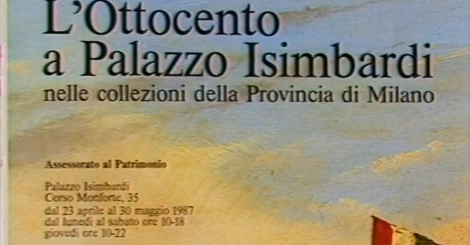 L'Ottocento
a Palazzo Isimbardi
nelle collezioni della Provincia di Milano
Assessorato al Patrimonio
Palazzo Isimbardi
Corso Monforte, 35
dal 23 aprile al 30 maggio 1987
dal lunedì al sabato ore 10-18
giovedì ore 10-22